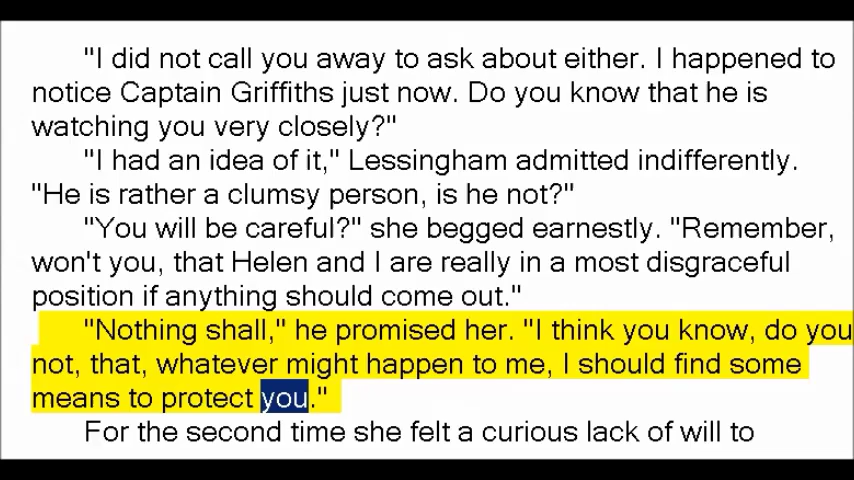 "I did not call you away to ask about either. I happened to
notice Captain Griffiths just now. Do you know that he is
watching you very closely?"
"I had an idea of it," Lessingham admitted indifferently.
"He is rather a clumsy person, is he not?"
"You will be careful?" she begged earnestly. "Remember,
won't you, that Helen and I are really in a most disgraceful
position if anything should come out."
"Nothing shall," he promised her. "I think you know, do you
not, that, whatever might happen to me, I should find some
means to protect you."
For the second time she felt a curious lack of will to